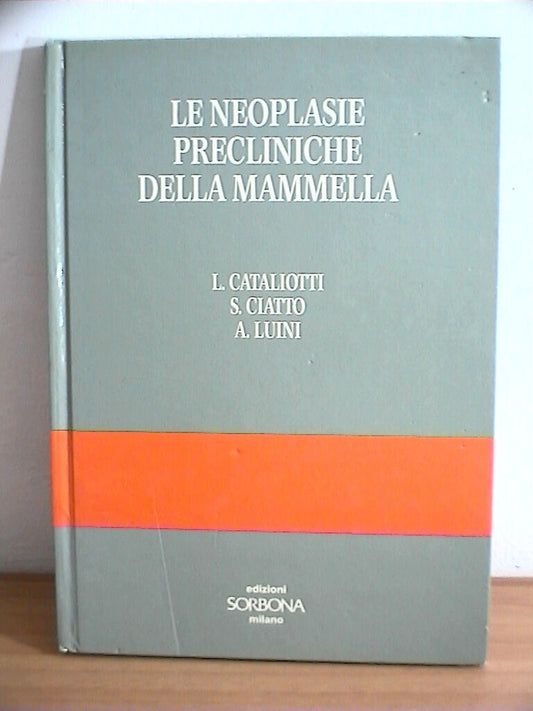 LE NEOPLASIE
PRECLINICHE
DELLA MAMMELLA
L. CATALIOTTI
S. CIATTO
A. LUINI
edizioni
SORBONA
milano